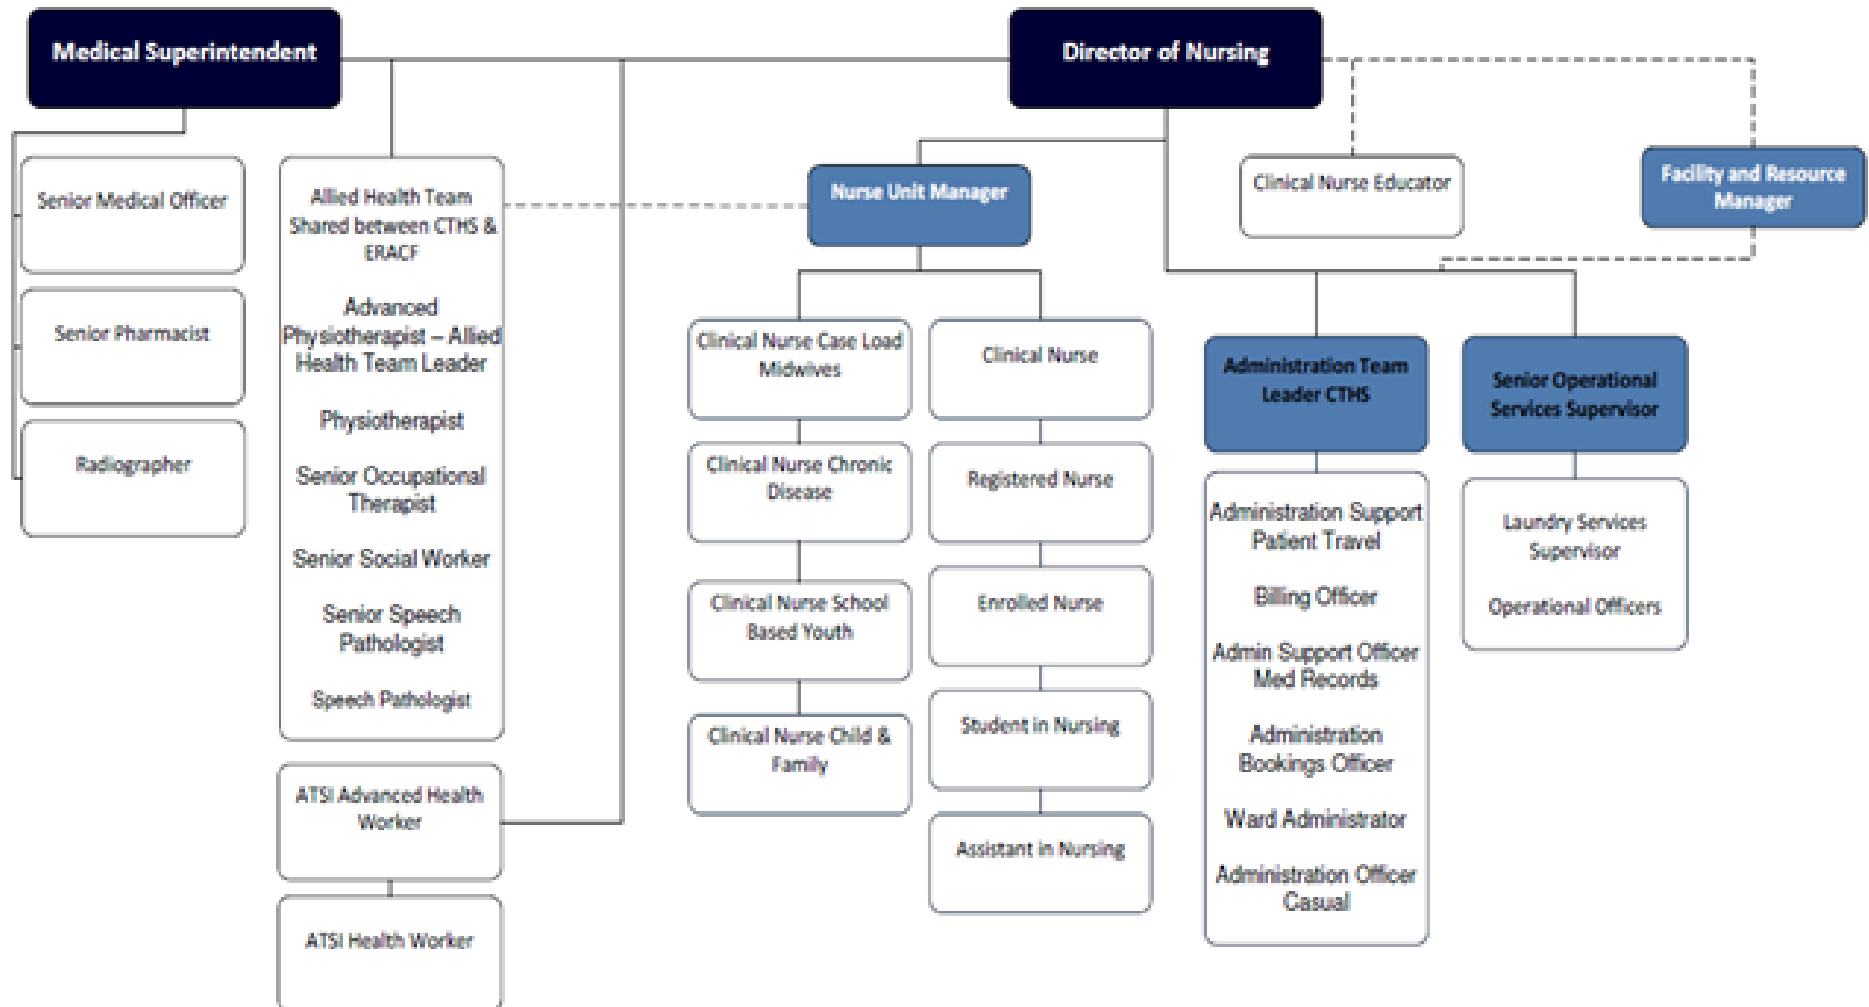 Medical Superintendent
Director of Nursing
Senior Medical Officer
Senior Pharmacist
Radiographer
Allied Health Team
Shared between CTHS &
ERACF
Advanced
Physiotherapist – Allied
Health Team Leader
Physiotherapist
Senior Occupational
Therapist
Senior Social Worker
Senior Speech
Pathologist
Speech Pathologist
ATSI Advanced Health
Worker
ATSI Health Worker
Nurse Unit Manager
Clinical Nurse Case Load
Midwives
Clinical Nurse Chronic
Disease
Clinical Nurse School
Based Youth
Clinical Nurse Child &
Family
Clinical Nurse
Registered Nurse
Enrolled Nurse
Student in Nursing
Assistant in Nursing
Clinical Nurse Educator
Facility and Resource
Manager
Administration Team
Leader CTHS
Administration Support
Patient Travel
Billing Officer
Admin Support Officer
Med Records
Administration
Bookings Officer
Ward Administrator
Administration Officer
Casual
Senior Operational
Services Supervisor
Laundry Services
Supervisor
Operational Officers